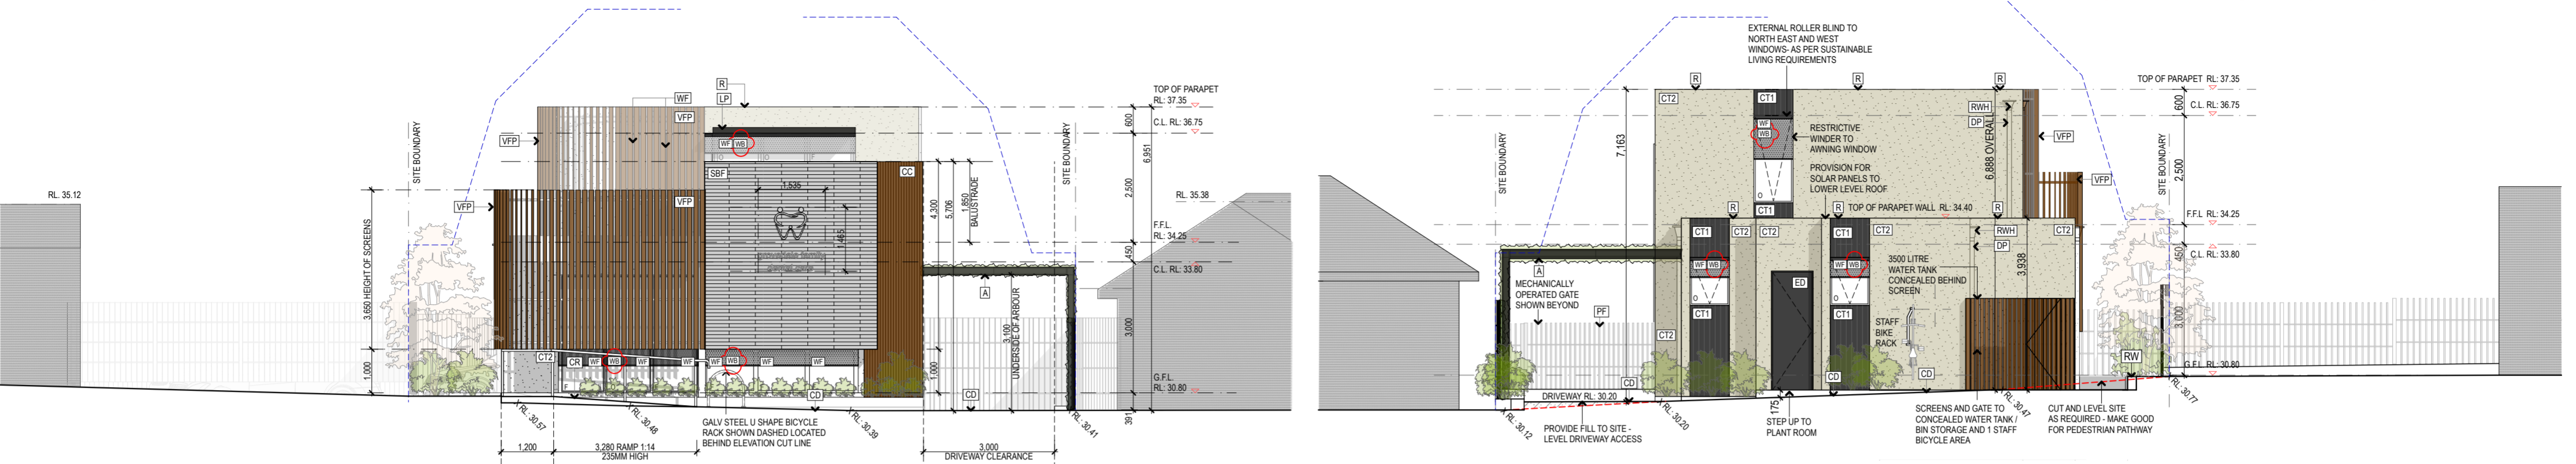 RL. 35.12
SITE BOUNDARY
3,650 HEIGHT OF SCREENS
1,000
VFP
VFP
WF
R
LP
VFP
WF
WB
SBF
CC
1,535
1,465
VFP
4,300
5,706
1,850
BALUSTRADE
1,000
CT2
CR
WF
WB
WF
WF
WF
WB
WF
WF
F
CD
CD
A
3,100
UNDERSIDE OF ARBOUR
SITE BOUNDARY
TOP OF PARAPET
RL: 37.35
C.L. RL: 36.75
600
6,951
2,500
RL. 35.38
F.F.L.
RL: 34.25
450
C.L. RL: 33.80
3,000
G.F.L.
RL: 30.80
391
X RL: 30.57
X RL: 30.48
X RL: 30.39
X RL: 30.41
GALV STEEL U SHAPE BICYCLE
RACK SHOWN DASHED LOCATED
BEHIND ELEVATION CUT LINE
1,200
3,280 RAMP 1:14
235MM HIGH
3,000
DRIVEWAY CLEARANCE
EXTERNAL ROLLER BLIND TO
NORTH EAST AND WEST
WINDOWS- AS PER SUSTAINABLE
LIVING REQUIREMENTS
R
R
R
CT2
CT1
WF
WB
O
CT1
RESTRICTIVE
WINDER TO
AWNING WINDOW
PROVISION FOR
SOLAR PANELS TO
LOWER LEVEL ROOF
7,163
6,888 OVERALL
RWH
DP
VFP
VFP
SITE BOUNDARY
TOP OF PARAPET RL: 37.35
600
C.L. RL: 36.75
2,500
F.F.L RL: 34.25
450
C.L. RL: 33.80
3,000
G.F.L RL: 30.80
R
R
TOP OF PARAPET WALL RL: 34.40
R
SITE BOUNDARY
A
MECHANICALLY
OPERATED GATE
SHOWN BEYOND
PF
CT2
CT1
CT2
CT2
CT1
CT2
CT2
WF
WB
O
CT1
WF
WB
O
CT1
ED
RWH
DP
3500 LITRE
WATER TANK
CONCEALED BEHIND
SCREEN
3,938
STAFF
BIKE
RACK
RW
CD
CD
CD
DRIVEWAY RL: 30.20
175
X RL: 30.12
X RL: 30.20
X RL: 30.47
X RL: 30.77
PROVIDE FILL TO SITE -
LEVEL DRIVEWAY ACCESS
STEP UP TO
PLANT ROOM
SCREENS AND GATE TO
CONCEALED WATER TANK /
BIN STORAGE AND 1 STAFF
BICYCLE AREA
CUT AND LEVEL SITE
AS REQUIRED - MAKE GOOD
FOR PEDESTRIAN PATHWAY